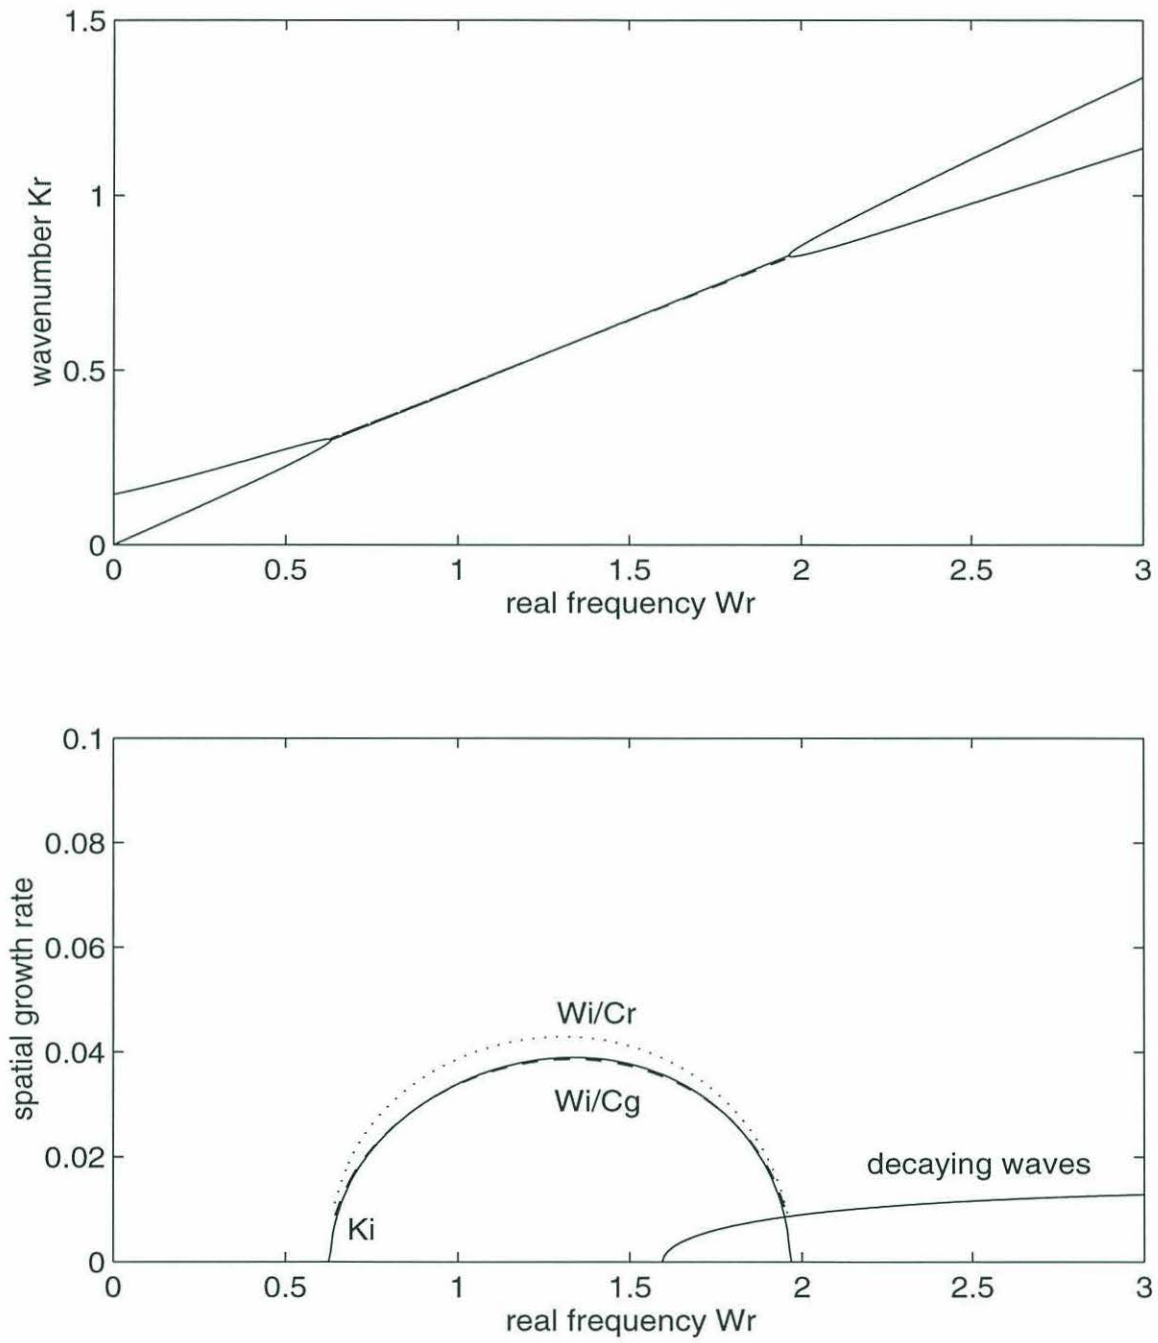 1.5
1
0.5
0
wavenumber Kr
0 0.5 1 1.5 2 2.5 3
real frequency Wr
0.1
0.08
0.06
0.04
0.02
0
spatial growth rate
Wi/Cr
Wi/Cg
decaying waves
Ki
0 0.5 1 1.5 2 2.5 3
real frequency Wr